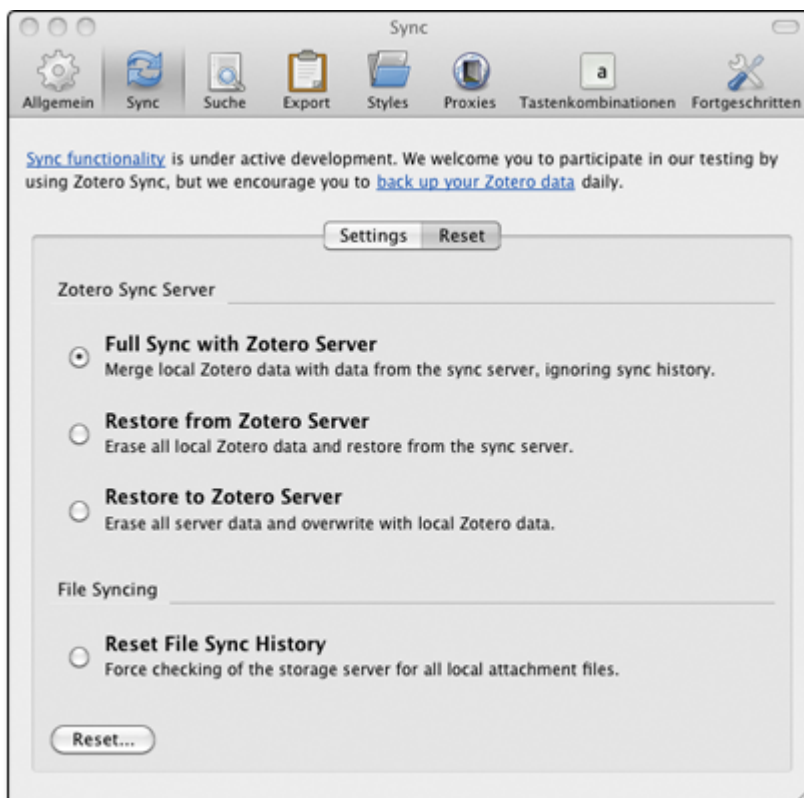 Sync
Allgemein Sync Suche Export Styles Proxies Tastenkombinationen Fortgeschritten
a
Sync functionality is under active development. We welcome you to participate in our testing by
using Zotero Sync, but we encourage you to back up your Zotero data daily.
Settings Reset
Zotero Sync Server
Full Sync with Zotero Server
Merge local Zotero data with data from the sync server, ignoring sync history.
Restore from Zotero Server
Erase all local Zotero data and restore from the sync server.
Restore to Zotero Server
Erase all server data and overwrite with local Zotero data.
File Syncing
Reset File Sync History
Force checking of the storage server for all local attachment files.
Reset...